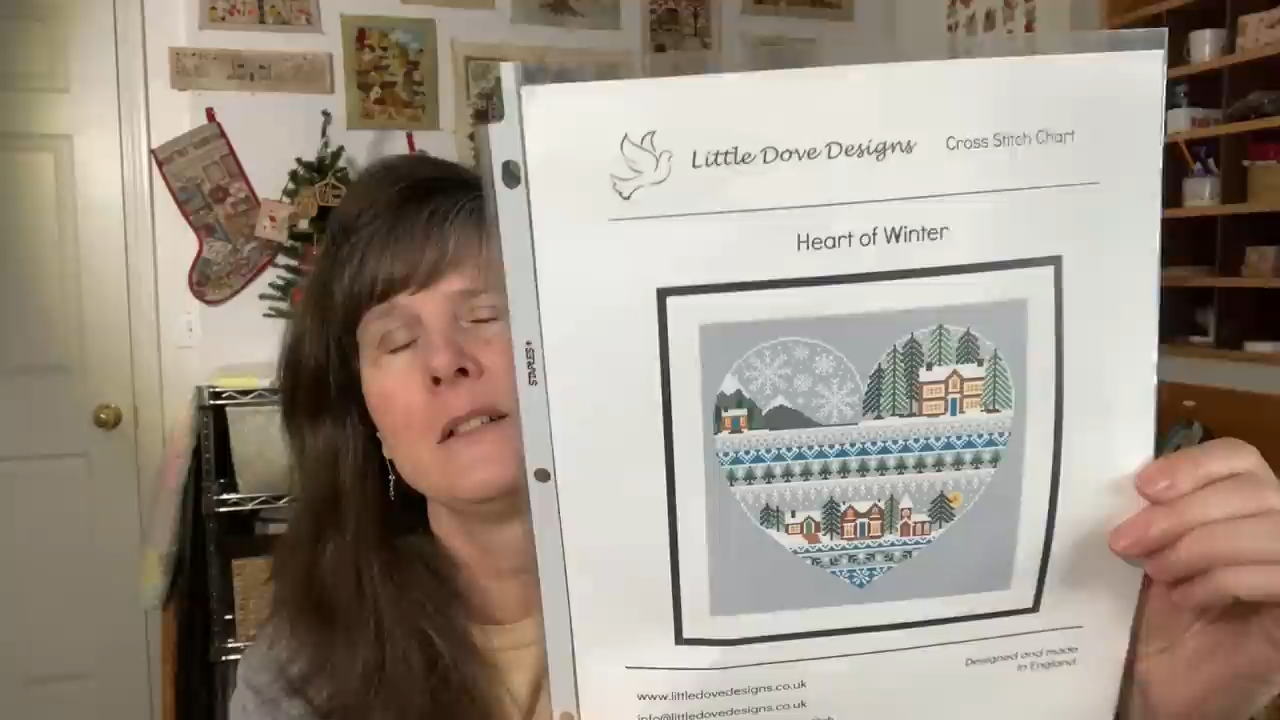 Little Dove Designs Cross Stitch Chart
Heart of Winter
STAPLES
Designed and made
in England
www.littledovedesigns.co.uk
info@littledovedesigns.co.uk